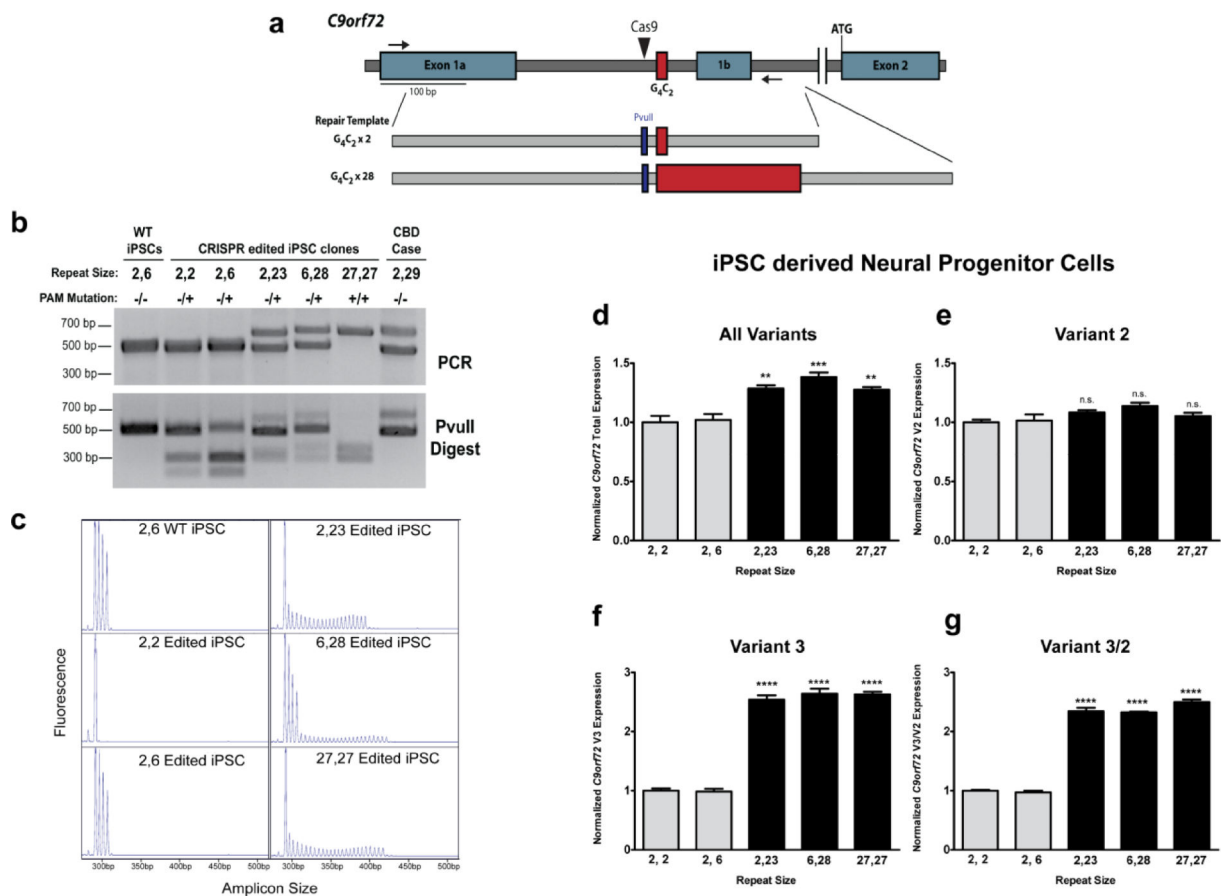 a
C9orf72
Cas9
ATG
Exon 1a
1b
Exon 2
G4C2
100 bp
Repair Template
PvuII
G4C2 x 2
G4C2 x 28
b
WT iPSCs
CRISPR edited iPSC clones
CBD Case
Repeat Size: 2,6 2,2 2,6 2,23 6,28 27,27 2,29
PAM Mutation: -/- -/+ -/+ -/+ -/+ +/+ -/-
700 bp
500 bp
300 bp
PCR
700 bp
500 bp
300 bp
PvuII Digest
c
2,6 WT iPSC
2,23 Edited iPSC
2,2 Edited iPSC
6,28 Edited iPSC
2,6 Edited iPSC
27,27 Edited iPSC
Fluorescence
300bp 350bp 400bp 450bp 500bp 300bp 350bp 400bp 450bp
Amplicon Size
iPSC derived Neural Progenitor Cells
d
All Variants
Normalized C9orf72 Total Expression
1.5
1.0
0.5
0.0
** *** **
2, 2 2, 6 2,23 6,28 27,27
Repeat Size
e
Variant 2
Normalized C9orf72 V2 Expression
1.5
1.0
0.5
0.0
n.s. n.s. n.s.
2, 2 2, 6 2,23 6,28 27,27
Repeat Size
f
Variant 3
Normalized C9orf72 V3 Expression
3
2
1
0
**** **** ****
2, 2 2, 6 2,23 6,28 27,27
Repeat Size
g
Variant 3/2
Normalized C9orf72 V3/V2 Expression
3
2
1
0
**** **** ****
2, 2 2, 6 2,23 6,28 27,27
Repeat Size